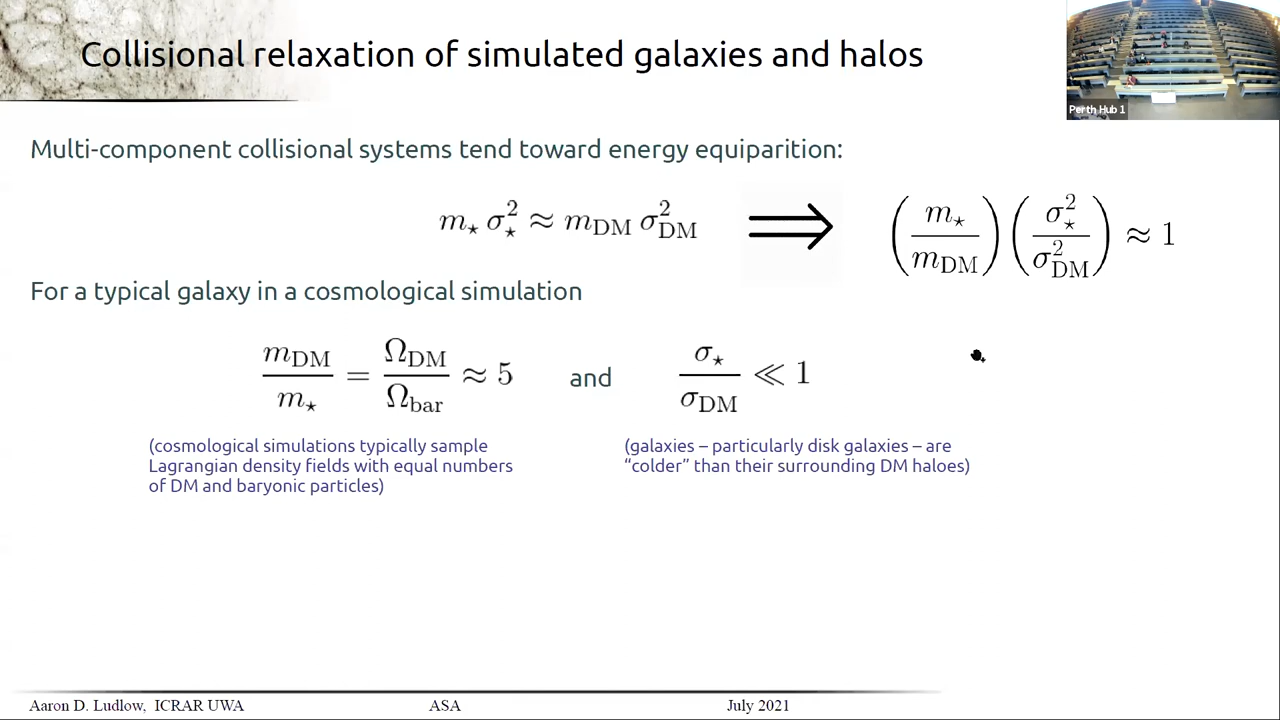 Collisional relaxation of simulated galaxies and halos
Perth Hub 1
Multi-component collisional systems tend toward energy equiparition:
m⋆ σ⋆² ≈ m_DM σ²_DM ⟹ (m⋆/m_DM) (σ⋆²/σ²_DM) ≈ 1
For a typical galaxy in a cosmological simulation
m_DM/m⋆ = Ω_DM/Ω_bar ≈ 5 and σ⋆/σ_DM ≪ 1
(cosmological simulations typically sample
Lagrangian density fields with equal numbers
of DM and baryonic particles)
(galaxies – particularly disk galaxies – are
“colder” than their surrounding DM haloes)
Aaron D. Ludlow, ICRAR UWA ASA July 2021